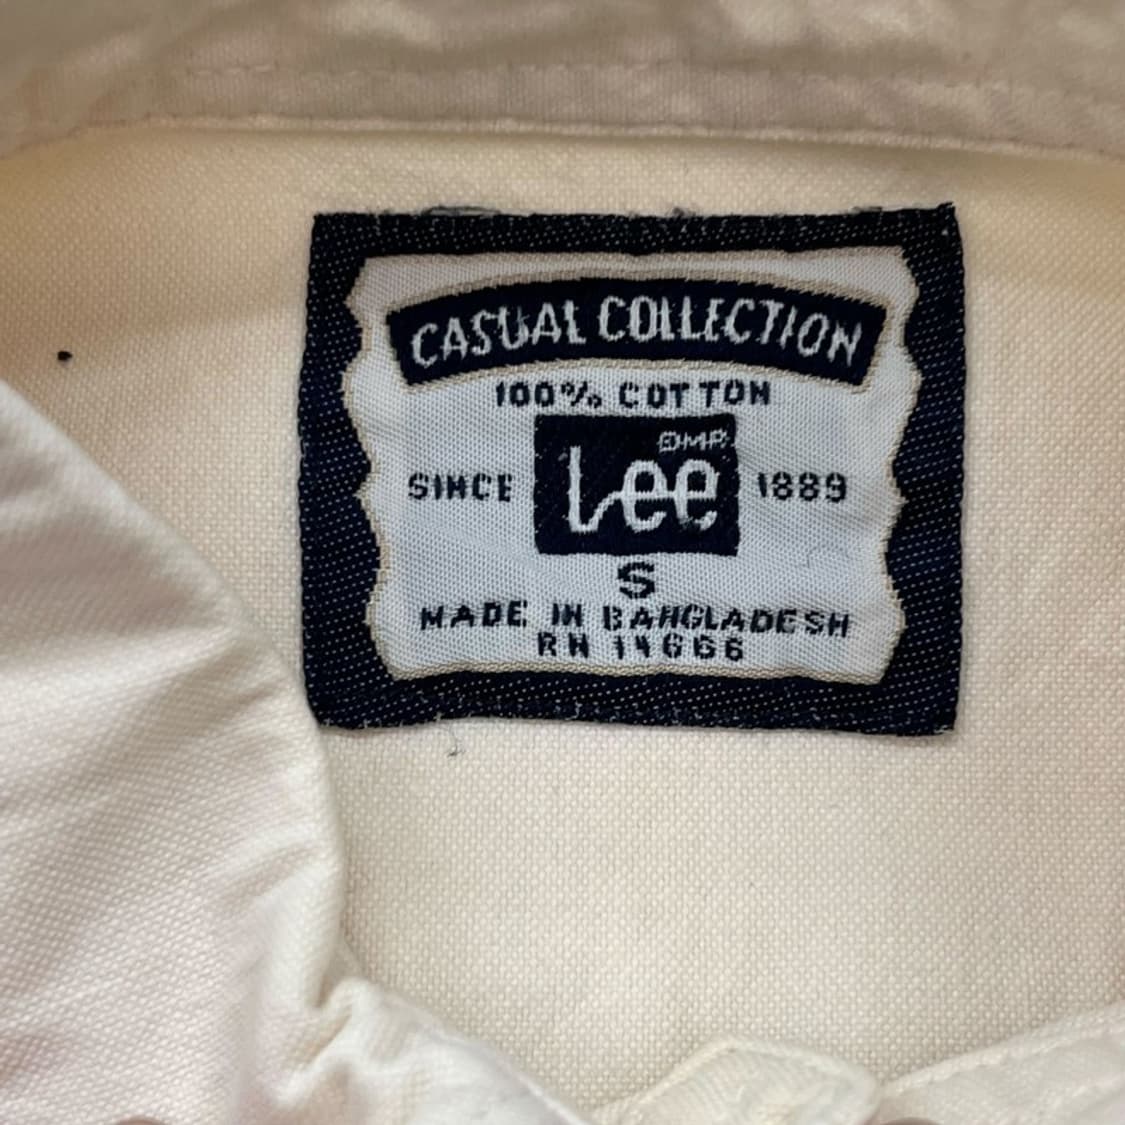 CASUAL COLLECTION
100% COTTON
SINCE Lee 1889
S
MADE IN BANGLADESH
RN 14666